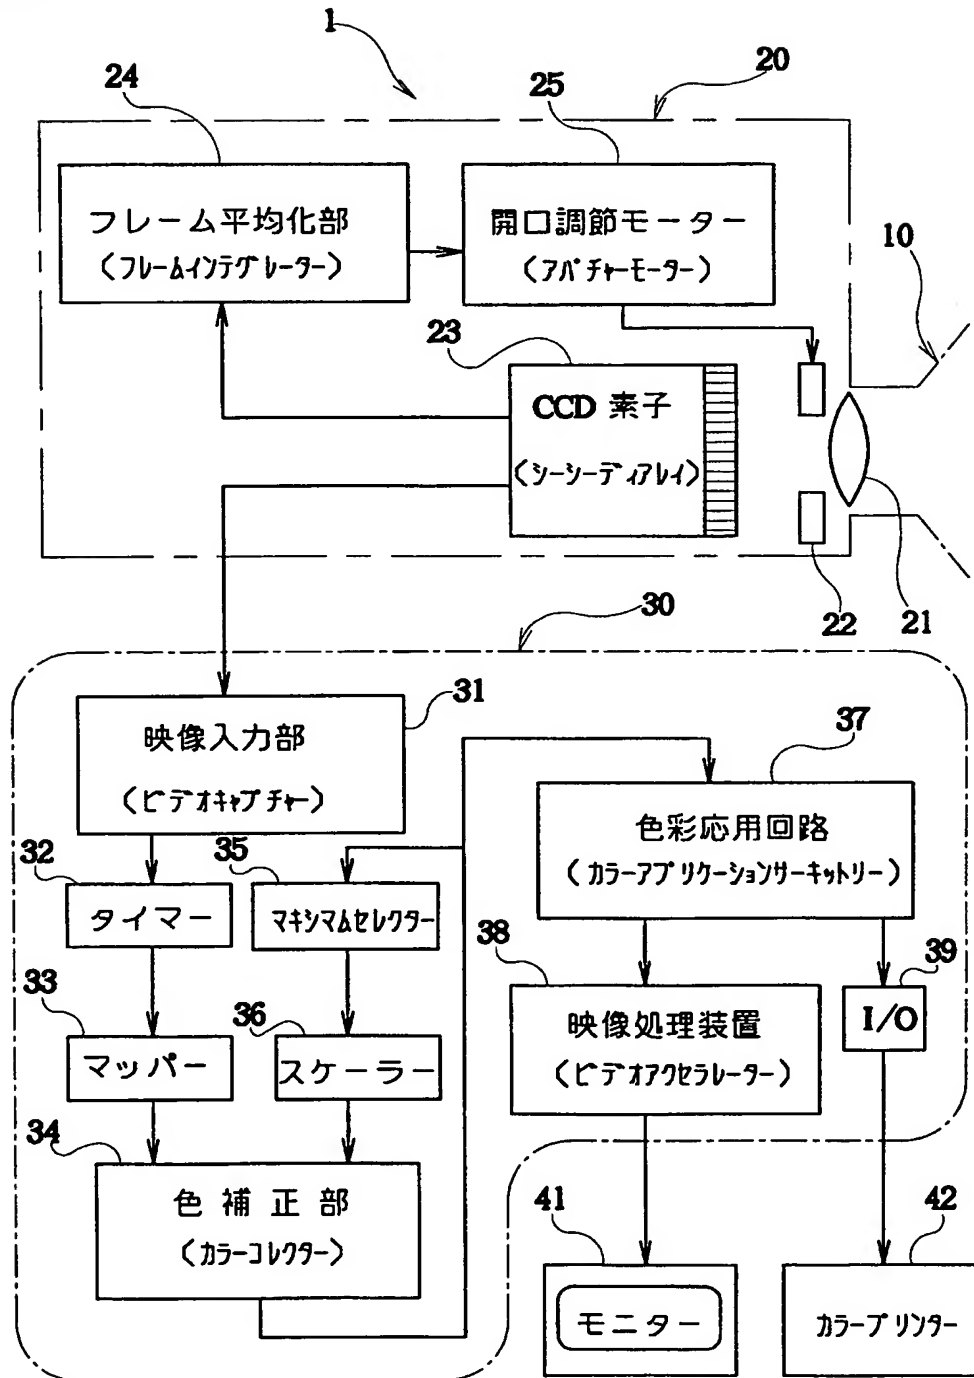 1
20
24
25
フレーム平均化部
(フレームインテグレーター)
開口調節モーター
(アパチャーモーター)
10
23
CCD 素子
(シーシーディアレイ)
22
21
30
31
映像入力部
(ビデオキャプチャー)
37
色彩応用回路
(カラーアプリケーションサーキットリー)
32
タイマー
35
マキシマムセレクター
38
映像処理装置
(ビデオアクセラレーター)
39
I/O
33
マッパー
36
スケーラー
34
色補正部
(カラーコレクター)
41
モニター
42
カラープリンター